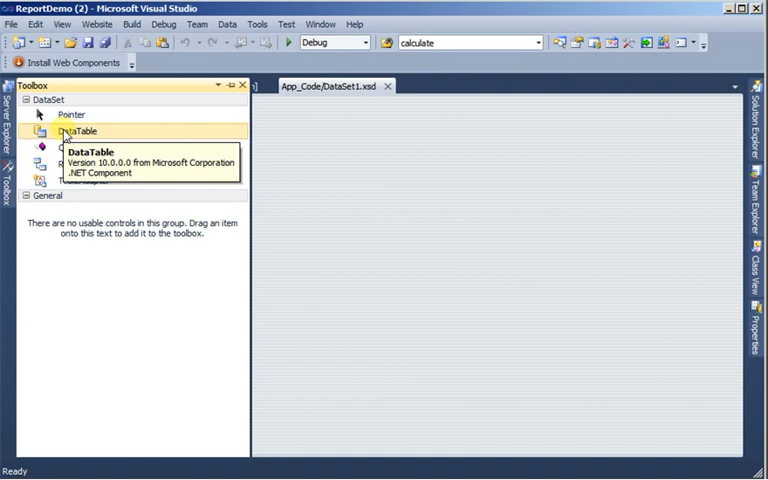 ReportDemo (2) - Microsoft Visual Studio
File Edit View Website Build Debug Team Data Tools Test Window Help
Debug calculate
Install Web Components
Toolbox
App_Code/DataSet1.xsd
DataSet
Pointer
DataTable
DataTable
Version 10.0.0.0 from Microsoft Corporation
.NET Component
General
There are no usable controls in this group. Drag an item
onto this text to add it to the toolbox.
Server Explorer
Toolbox
Solution Explorer
Team Explorer
Class View
Properties
Ready